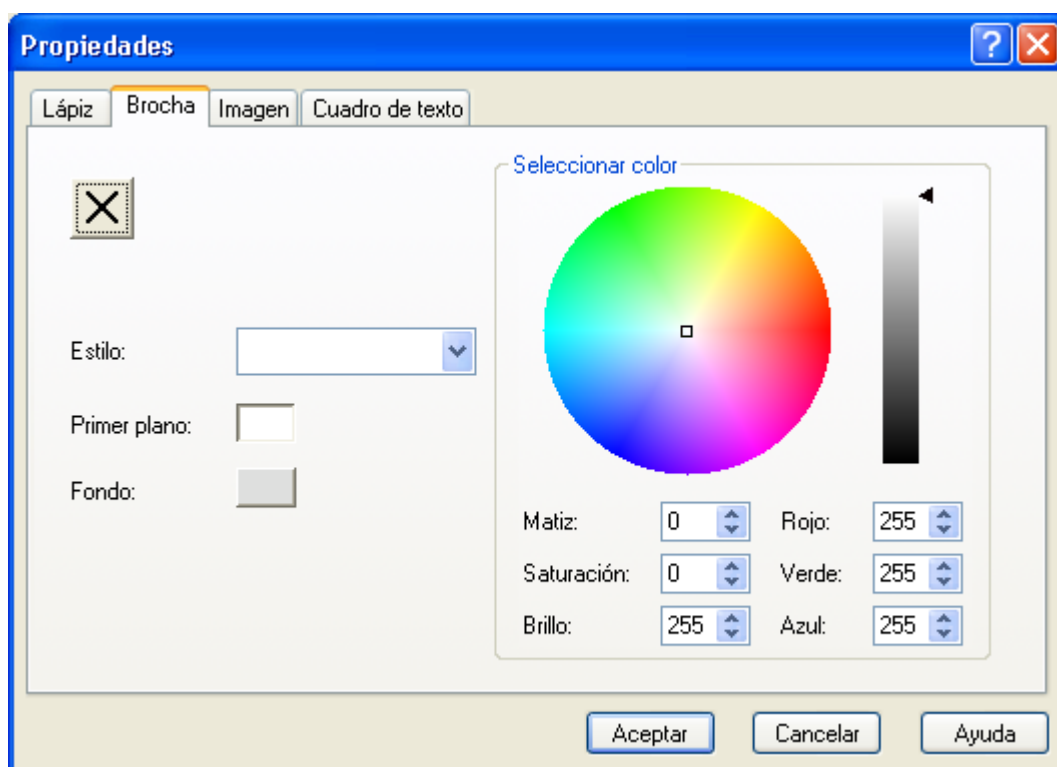 Propiedades
Lápiz Brocha Imagen Cuadro de texto
Seleccionar color
Estilo:
Primer plano:
Fondo:
Matiz: 0 Rojo: 255
Saturación: 0 Verde: 255
Brillo: 255 Azul: 255
Aceptar Cancelar Ayuda